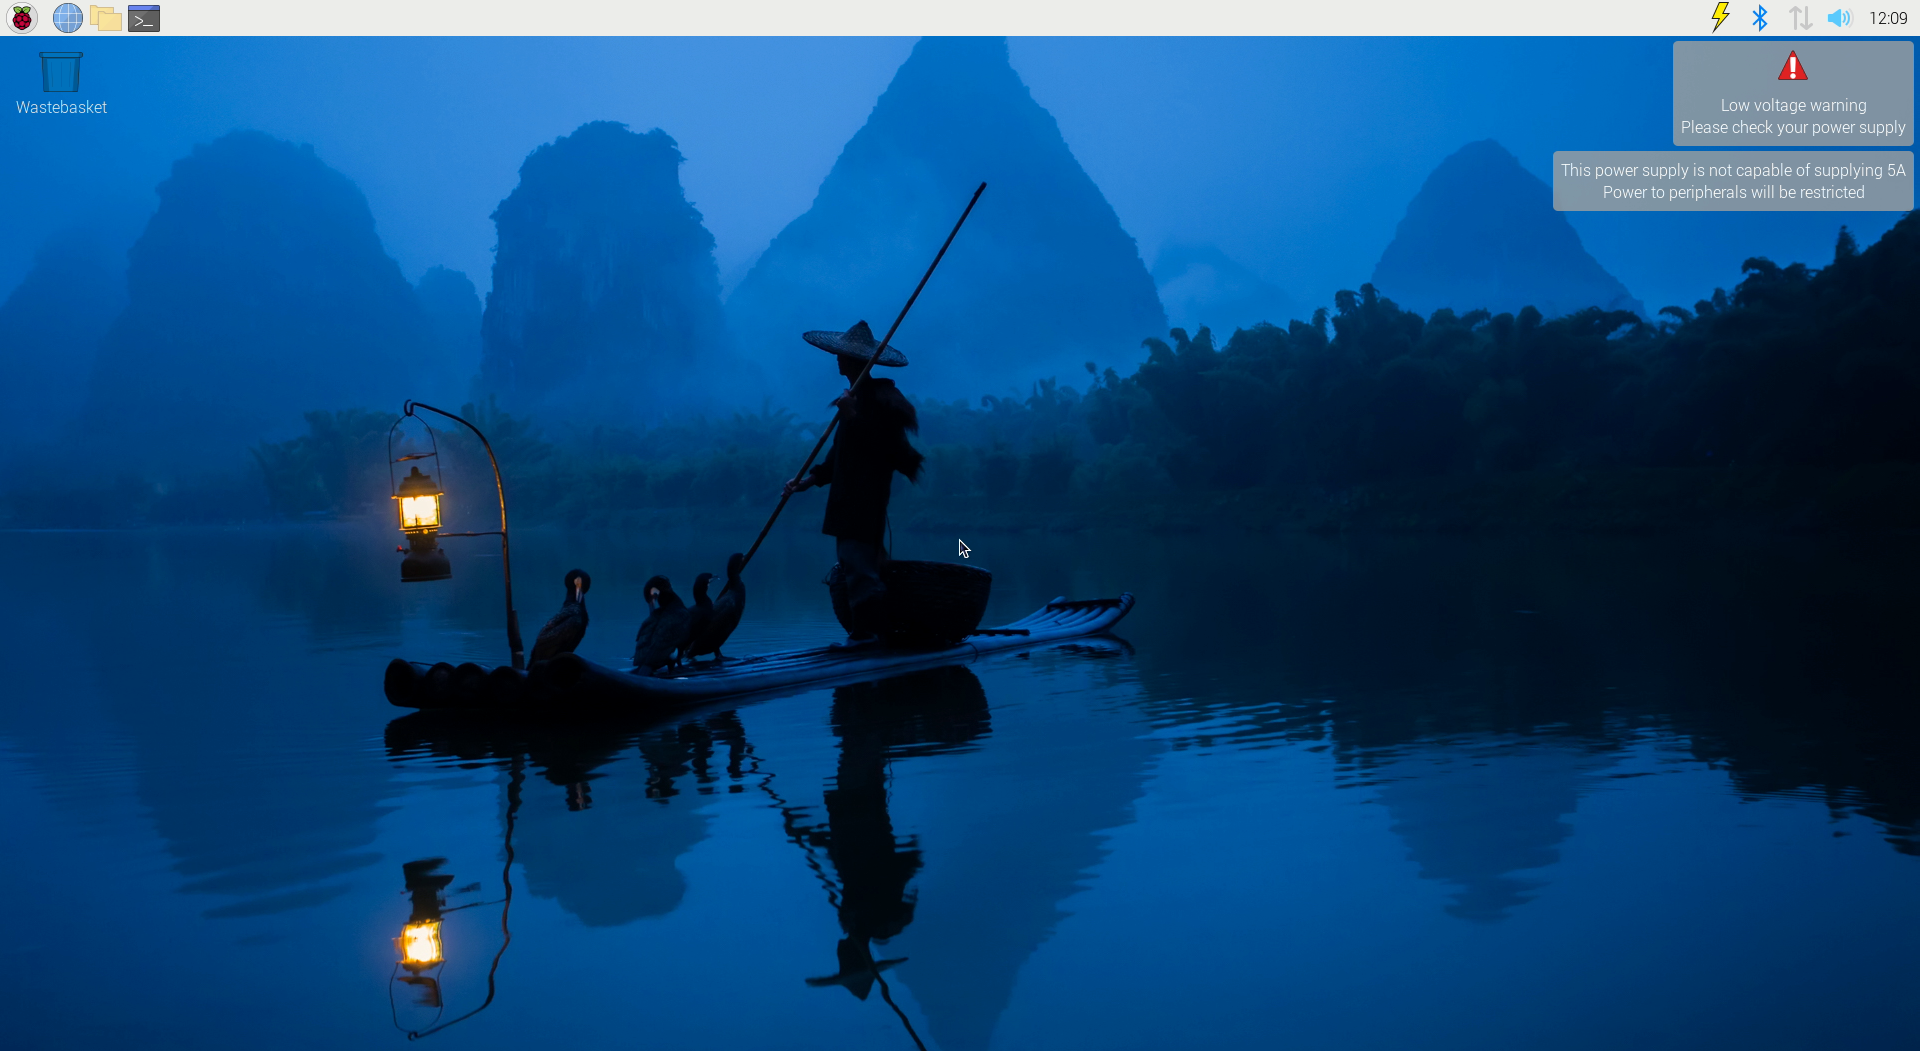 12:09
Wastebasket
Low voltage warning
Please check your power supply
This power supply is not capable of supplying 5A
Power to peripherals will be restricted